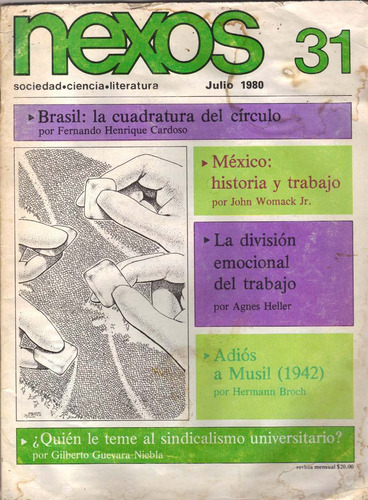 nexos 31
sociedad•ciencia•literatura Julio 1980
▸ Brasil: la cuadratura del círculo
por Fernando Henrique Cardoso
▸ México:
historia y trabajo
por John Womack Jr.
▸ La división
emocional
del trabajo
por Agnes Heller
▸ Adiós
a Musil (1942)
por Hermann Broch
▸ ¿Quién le teme al sindicalismo universitario?
por Gilberto Guevara Niebla
revista mensual $20.00